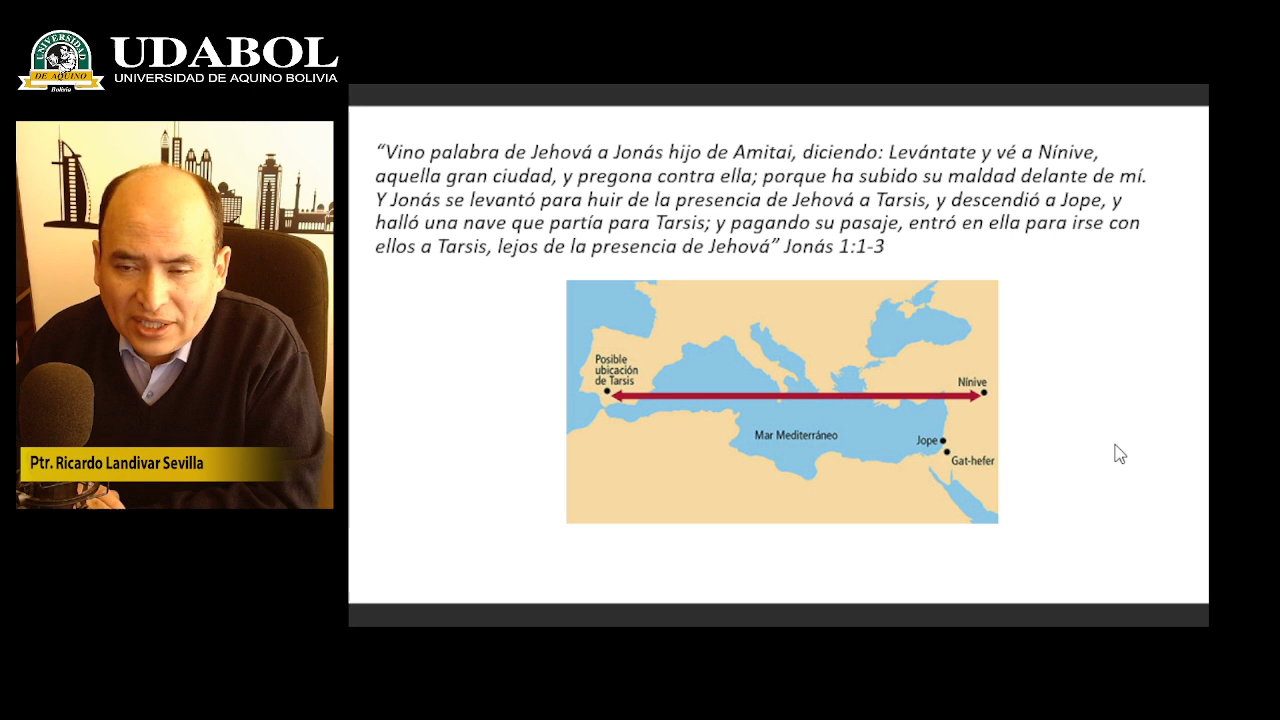 UNIVERSIDAD
DE AQUINO
Bolivia
UDABOL
UNIVERSIDAD DE AQUINO BOLIVIA
“Vino palabra de Jehová a Jonás hijo de Amitai, diciendo: Levántate y vé a Nínive,
aquella gran ciudad, y pregona contra ella; porque ha subido su maldad delante de mí.
Y Jonás se levantó para huir de la presencia de Jehová a Tarsis, y descendió a Jope, y
halló una nave que partía para Tarsis; y pagando su pasaje, entró en ella para irse con
ellos a Tarsis, lejos de la presencia de Jehová” Jonás 1:1-3
Posible
ubicación
de Tarsis
Nínive
Mar Mediterráneo
Jope
Gat-hefer
Ptr. Ricardo Landivar Sevilla